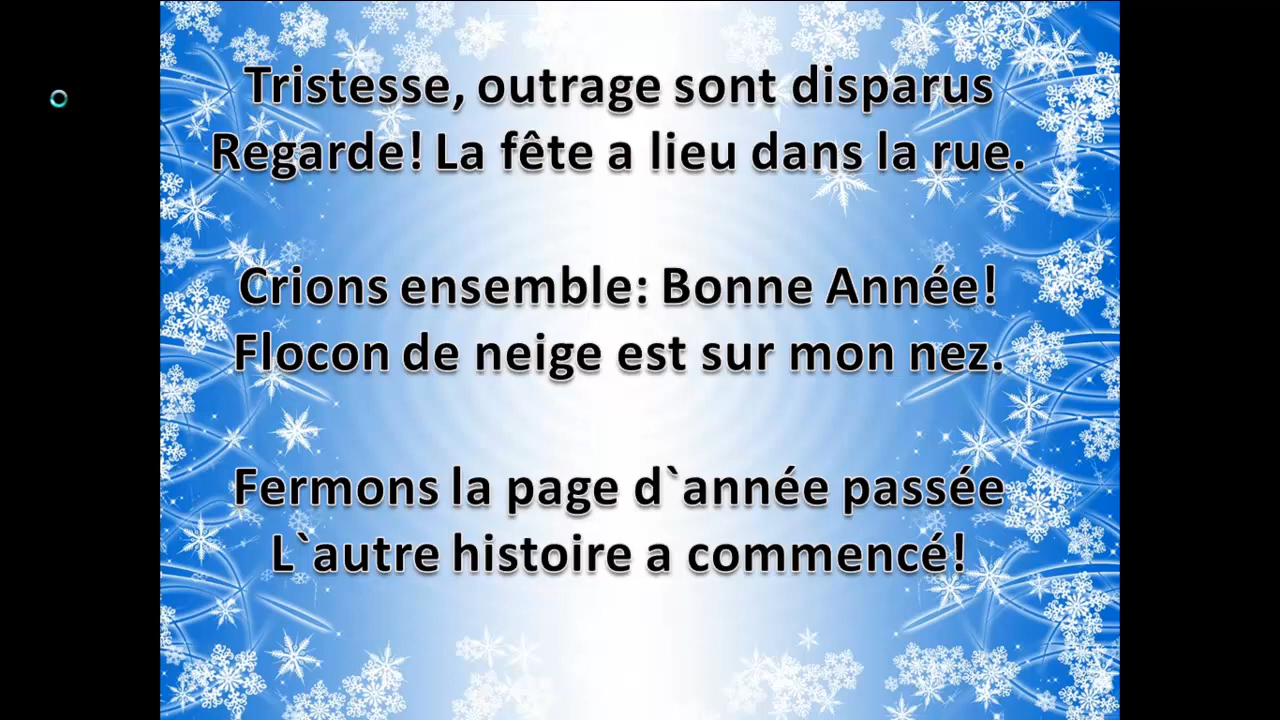 Tristesse, outrage sont disparus
Regarde! La fête a lieu dans la rue.
Crions ensemble: Bonne Année!
Flocon de neige est sur mon nez.
Fermons la page d`année passée
L`autre histoire a commencé!